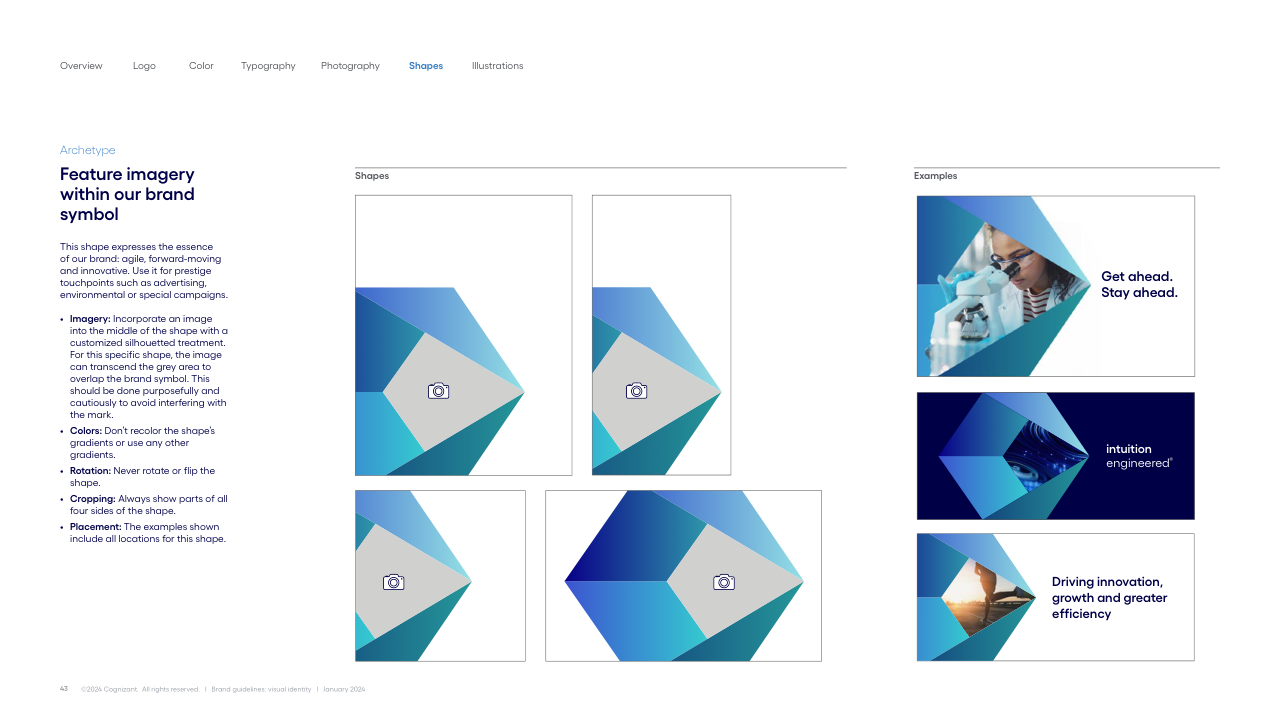 Overview Logo Color Typography Photography Shapes Illustrations
Archetype
Feature imagery
within our brand
symbol
This shape expresses the essence
of our brand: agile, forward-moving
and innovative. Use it for prestige
touchpoints such as advertising,
environmental or special campaigns.
• Imagery: Incorporate an image
into the middle of the shape with a
customized silhouetted treatment.
For this specific shape, the image
can transcend the grey area to
overlap the brand symbol. This
should be done purposefully and
cautiously to avoid interfering with
the mark.
• Colors: Don’t recolor the shape’s
gradients or use any other
gradients.
• Rotation: Never rotate or flip the
shape.
• Cropping: Always show parts of all
four sides of the shape.
• Placement: The examples shown
include all locations for this shape.
Shapes
Examples
Get ahead.
Stay ahead.
intuition
engineered®
Driving innovation,
growth and greater
efficiency
43 ©2024 Cognizant. All rights reserved. | Brand guidelines: visual identity | January 2024